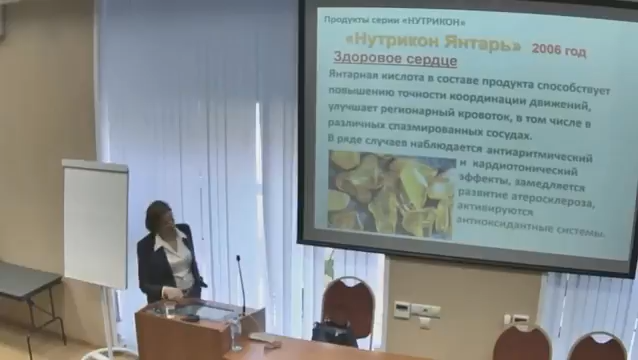 Продукты серии «НУТРИКОН»
«Нутрикон Янтарь» 2006 год
Здоровое сердце
Янтарная кислота в составе продукта способствует
повышению точности координации движений,
улучшает регионарный кровоток, в том числе в
различных спазмированных сосудах.
В ряде случаев наблюдается антиаритмический
и кардиотонический
эффекты, замедляется
развитие атеросклероза,
активируются
антиоксидантные системы.